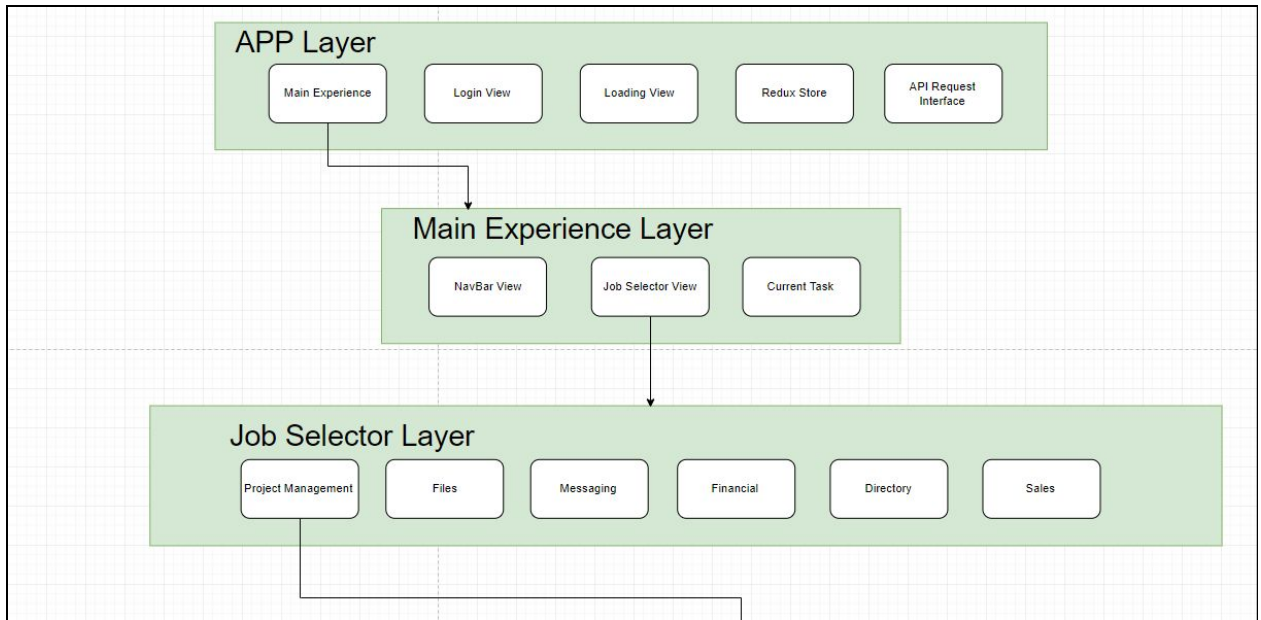 APP Layer
Main Experience
Login View
Loading View
Redux Store
API Request
Interface
Main Experience Layer
NavBar View
Job Selector View
Current Task
Job Selector Layer
Project Management
Files
Messaging
Financial
Directory
Sales